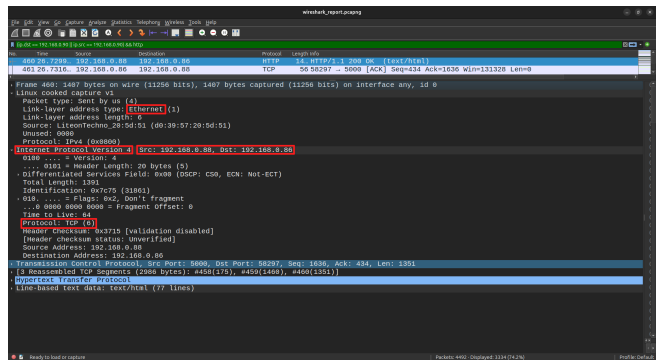 wireshark_report.pcapng
File Edit View Go Capture Analyze Statistics Telephony Wireless Tools Help
No. Time Source Destination Protocol Length Info
460 26.7299… 192.168.0.88 192.168.0.86 HTTP 14… HTTP/1.1 200 OK (text/html)
461 26.7316… 192.168.0.86 192.168.0.88 TCP 56 58297 → 5000 [ACK] Seq=434 Ack=1636 Win=131328 Len=0
Frame 460: 1407 bytes on wire (11256 bits), 1407 bytes captured (11256 bits) on interface any, id 0
Linux cooked capture v1
Packet type: Sent by us (4)
Link-layer address type: Ethernet (1)
Link-layer address length: 6
Source: LiteonTechno_20:5d:51 (d0:39:57:20:5d:51)
Unused: 0000
Protocol: IPv4 (0x0800)
Internet Protocol Version 4, Src: 192.168.0.88, Dst: 192.168.0.86
0100 .... = Version: 4
.... 0101 = Header Length: 20 bytes (5)
Differentiated Services Field: 0x00 (DSCP: CS0, ECN: Not-ECT)
Total Length: 1391
Identification: 0x7c75 (31861)
010. .... = Flags: 0x2, Don't fragment
...0 0000 0000 0000 = Fragment Offset: 0
Time to Live: 64
Protocol: TCP (6)
Header Checksum: 0x3715 [validation disabled]
[Header checksum status: Unverified]
Source Address: 192.168.0.88
Destination Address: 192.168.0.86
Transmission Control Protocol, Src Port: 5000, Dst Port: 58297, Seq: 1636, Ack: 434, Len: 1351
[3 Reassembled TCP Segments (2986 bytes): #458(175), #459(1460), #460(1351)]
Hypertext Transfer Protocol
Line-based text data: text/html (77 lines)
Ready to load or capture
Packets: 4492 · Displayed: 3334 (74.2%)
Profile: Default